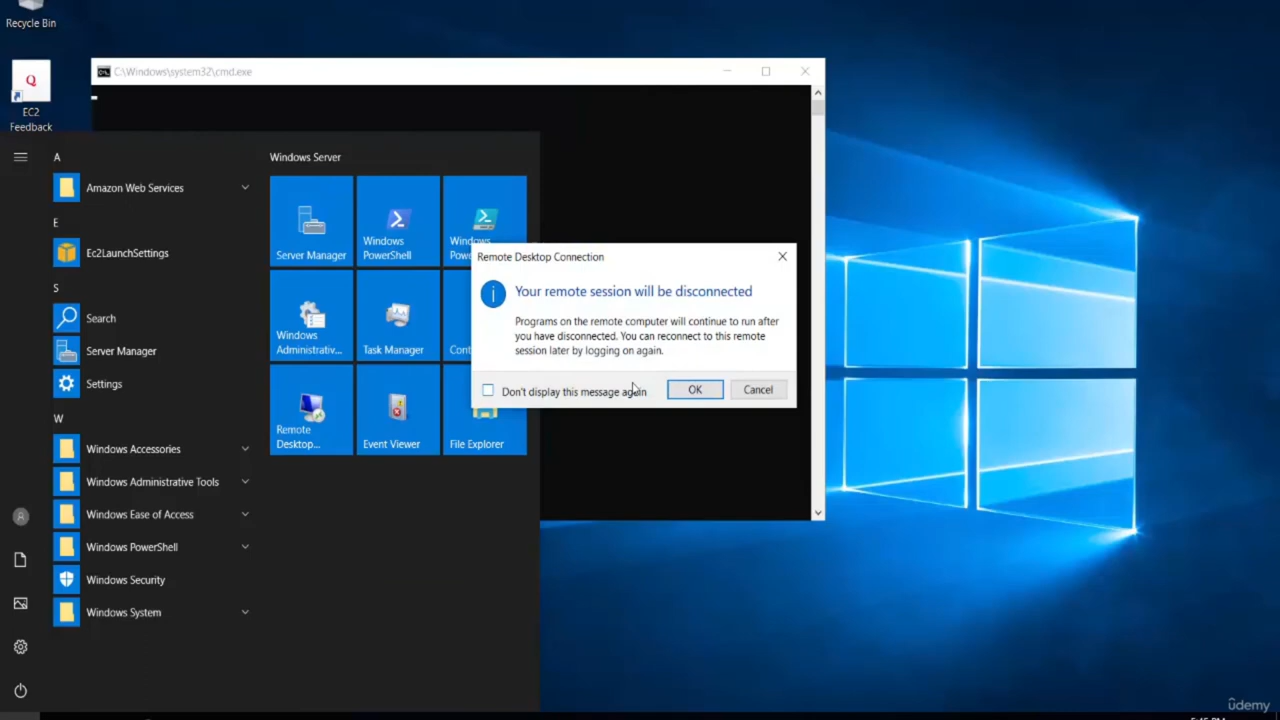 Recycle Bin
Q
EC2
Feedback
C:\Windows\system32\cmd.exe
A
Amazon Web Services
E
Ec2LaunchSettings
S
Search
Server Manager
Settings
W
Windows Accessories
Windows Administrative Tools
Windows Ease of Access
Windows PowerShell
Windows Security
Windows System
Windows Server
Server Manager
Windows
PowerShell
Windows
Task Manager
Windows
Administrativ...
Remote
Desktop...
Event Viewer
File Explorer
Remote Desktop Connection
Your remote session will be disconnected
Programs on the remote computer will continue to run after
you have disconnected. You can reconnect to this remote
session later by logging on again.
Don't display this message again
OK
Cancel
ûdemy